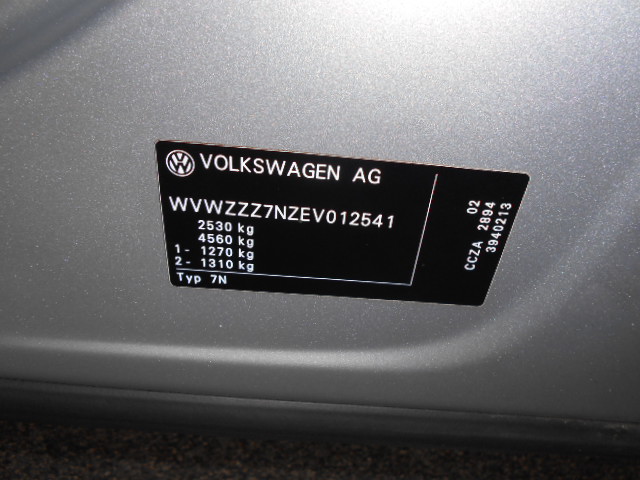 VOLKSWAGEN AG
WVWZZZ7NZEV012541
2530 kg
4560 kg
1 - 1270 kg
2 - 1310 kg
Typ 7N
02
CCZA 2894
3940213